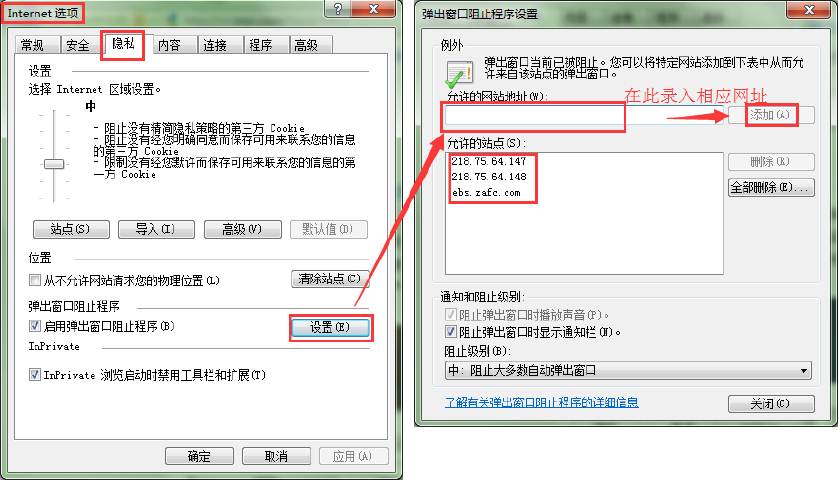 Internet 选项
常规
安全
隐私
内容
连接
程序
高级
设置
选择 Internet 区域设置。
中
- 阻止没有精简隐私策略的第三方 Cookie
- 阻止没有经您明确同意而保存可用来联系您的信息的第三方 Cookie
- 限制没有经您默许而保存可用来联系您的信息的第一方 Cookie
站点(S)
导入(I)
高级(V)
默认值(D)
位置
从不允许网站请求您的物理位置(L)
清除站点(C)
弹出窗口阻止程序
启用弹出窗口阻止程序(B)
设置(E)
InPrivate
InPrivate 浏览启动时禁用工具栏和扩展(T)
确定
取消
应用(A)
弹出窗口阻止程序设置
例外
弹出窗口当前已被阻止。您可以将特定网站添加到下表中从而允许来自该站点的弹出窗口。
允许的网站地址(W):
在此录入相应网址
添加(A)
允许的站点(S):
218.75.64.147
218.75.64.148
ebs.zafc.com
删除(R)
全部删除(E)...
通知和阻止级别:
阻止弹出窗口时播放声音(P)。
阻止弹出窗口时显示通知栏(N)。
阻止级别(B):
中: 阻止大多数自动弹出窗口
了解有关弹出窗口阻止程序的详细信息
关闭(C)